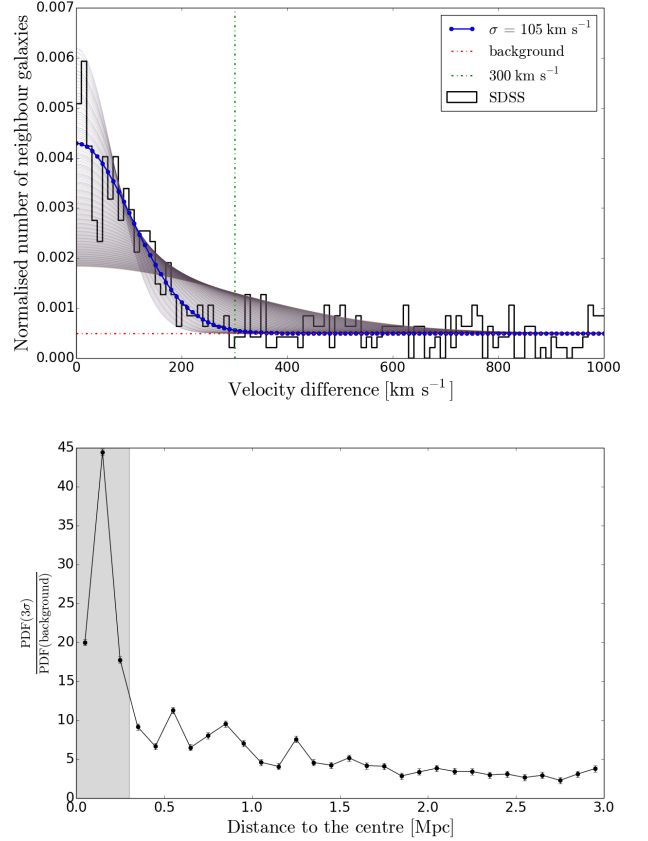 0.007
0.006
0.005
0.004
0.003
0.002
0.001
0.000
Normalised number of neighbour galaxies
σ = 105 km s⁻¹
background
300 km s⁻¹
SDSS
0 200 400 600 800 1000
Velocity difference [km s⁻¹]
45
40
35
30
25
20
15
10
5
0
PDF(3σ)
PDF(background)
0.0 0.5 1.0 1.5 2.0 2.5 3.0
Distance to the centre [Mpc]